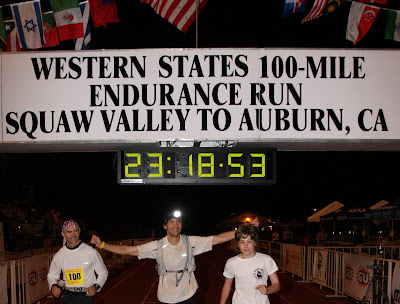 WESTERN STATES 100-MILE
ENDURANCE RUN
SQUAW VALLEY TO AUBURN, CA
23:18:53
100